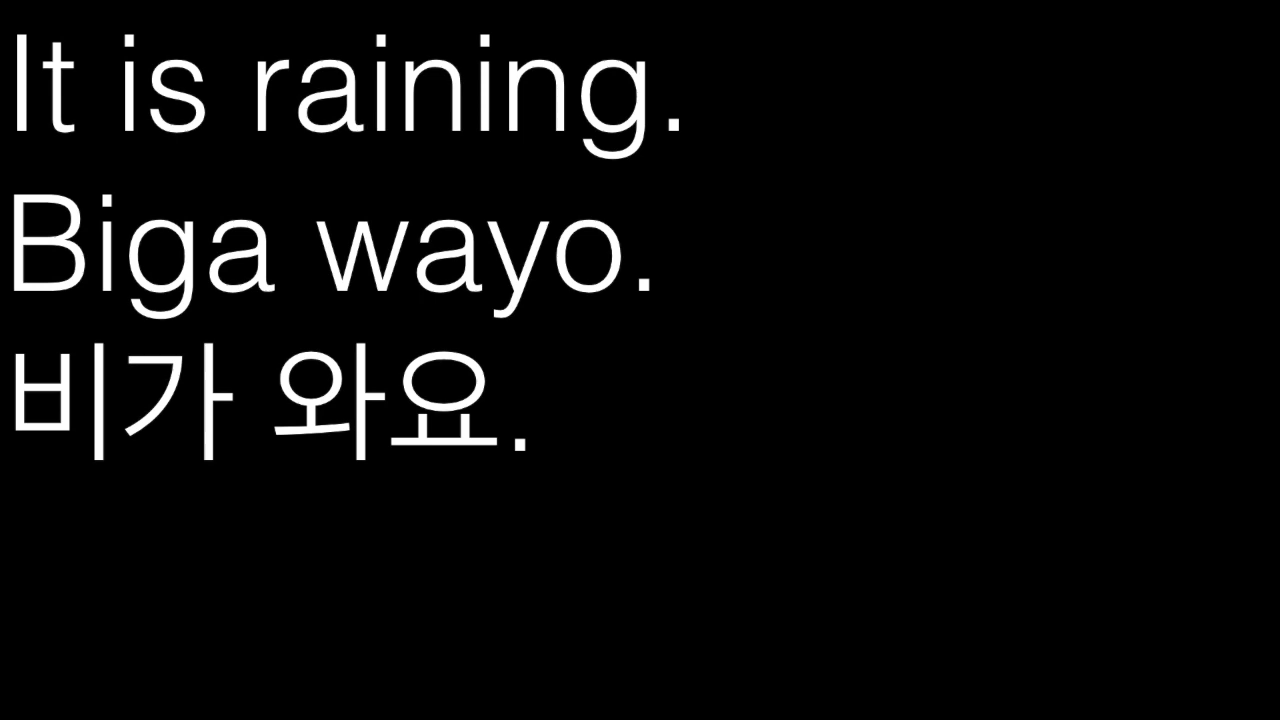 It is raining.
Biga wayo.
비가 와요.